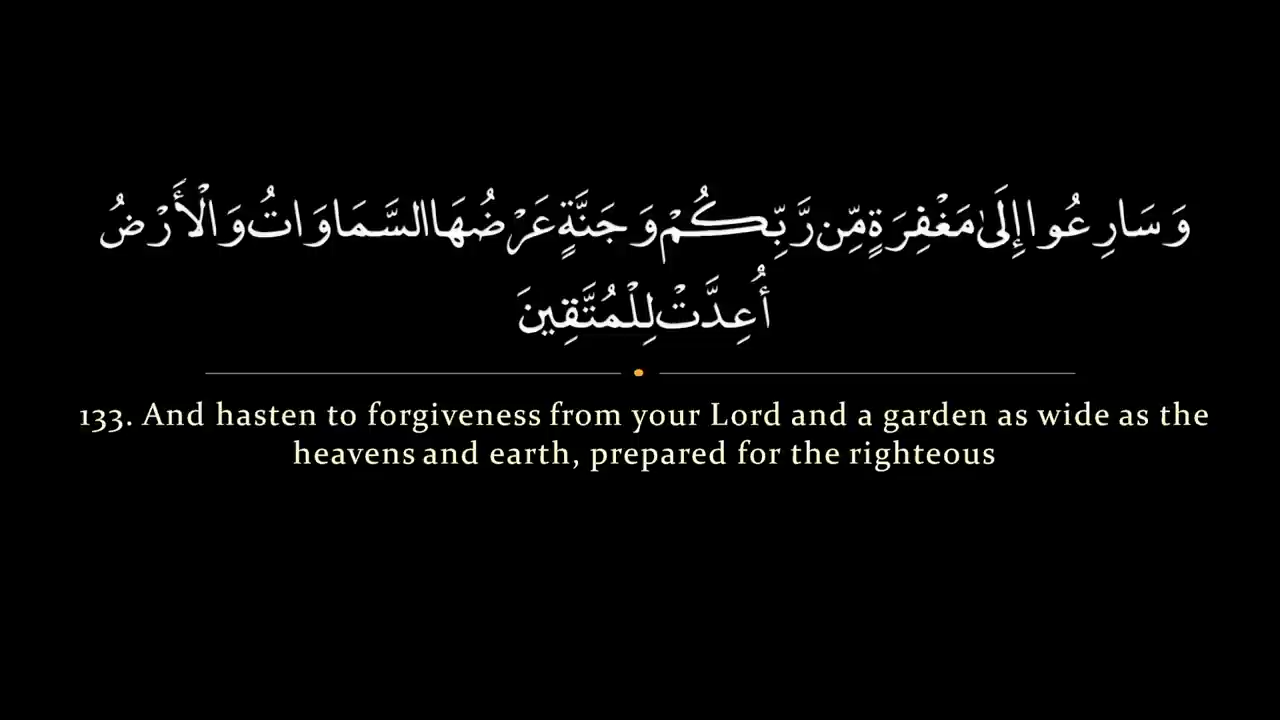 وَسَارِعُوا إِلَىٰ مَغْفِرَةٍ مِّن رَّبِّكُمْ وَجَنَّةٍ عَرْضُهَا السَّمَاوَاتُ وَالْأَرْضُ
أُعِدَّتْ لِلْمُتَّقِينَ
133. And hasten to forgiveness from your Lord and a garden as wide as the
heavens and earth, prepared for the righteous